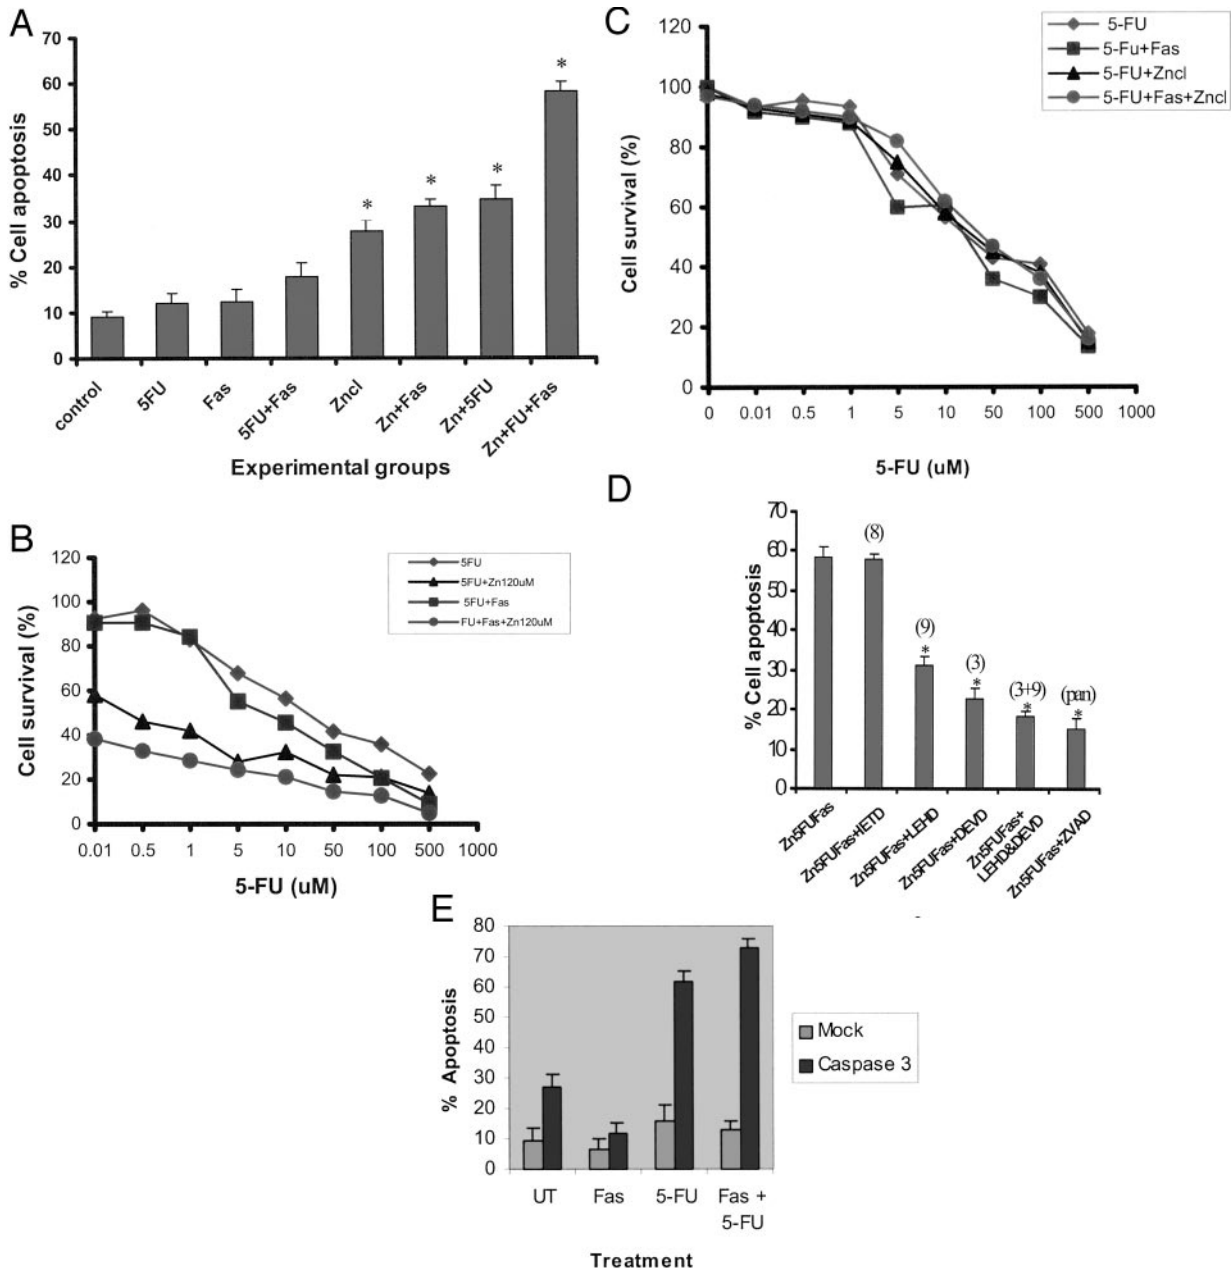 A
70
60
50
40
30
20
10
0
% Cell apoptosis
* * * *
control 5FU Fas 5FU+Fas Zncl Zn+Fas Zn+5FU Zn+FU+Fas
Experimental groups
C
120
100
80
60
40
20
0
Cell survival (%)
0 0.01 0.5 1 5 10 50 100 500 1000
5-FU (uM)
5-FU
5-Fu+Fas
5-FU+Zncl
5-FU+Fas+Zncl
B
120
100
80
60
40
20
0
Cell survival (%)
0.01 0.5 1 5 10 50 100 500 1000
5-FU (uM)
5FU
5FU+Zn120uM
5FU+Fas
FU+Fas+Zn120uM
D
70
60
50
40
30
20
10
0
% Cell apoptosis
(8)
(9)
*
(3)
*
(3+9)
*
(pan)
*
Zn5FUFas
Zn5FUFas+IETD
Zn5FUFas+LEHD
Zn5FUFas+DEVD
Zn5FUFas+
LEHD&DEVD
Zn5FUFas+ZVAD
E
80
70
60
50
40
30
20
10
0
% Apoptosis
UT Fas 5-FU Fas +
5-FU
Treatment
Mock
Caspase 3